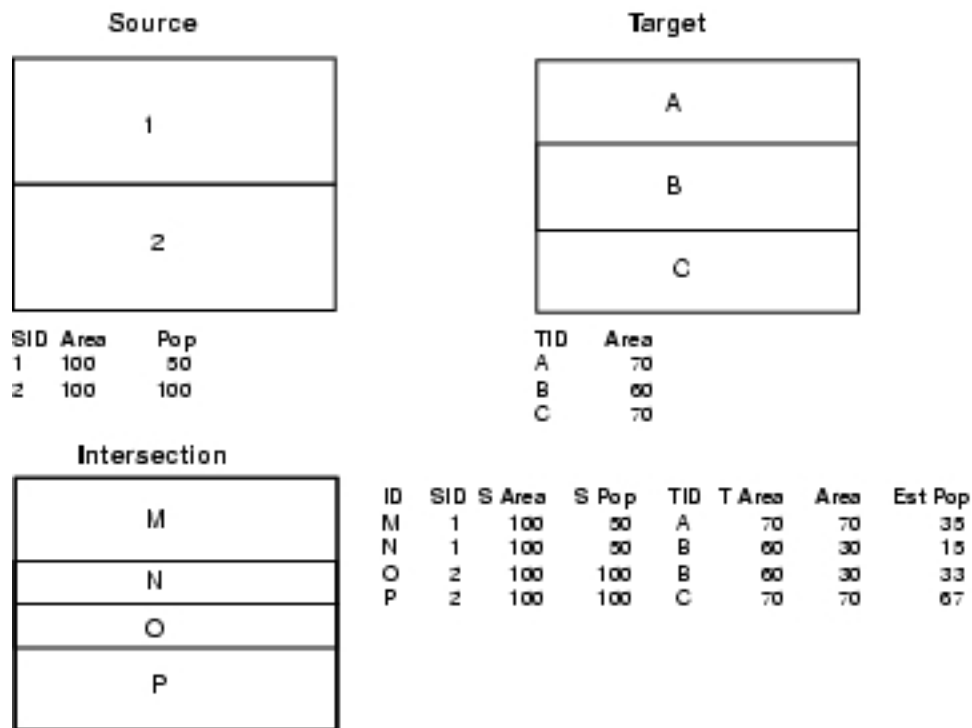 Source
Target
1
2
A
B
C
SID Area Pop
1 100 50
2 100 100
TID Area
A 70
B 60
C 70
Intersection
M
N
O
P
ID SID S Area S Pop TID T Area Area Est Pop
M 1 100 50 A 70 70 35
N 1 100 50 B 60 30 15
O 2 100 100 B 60 30 33
P 2 100 100 C 70 70 67